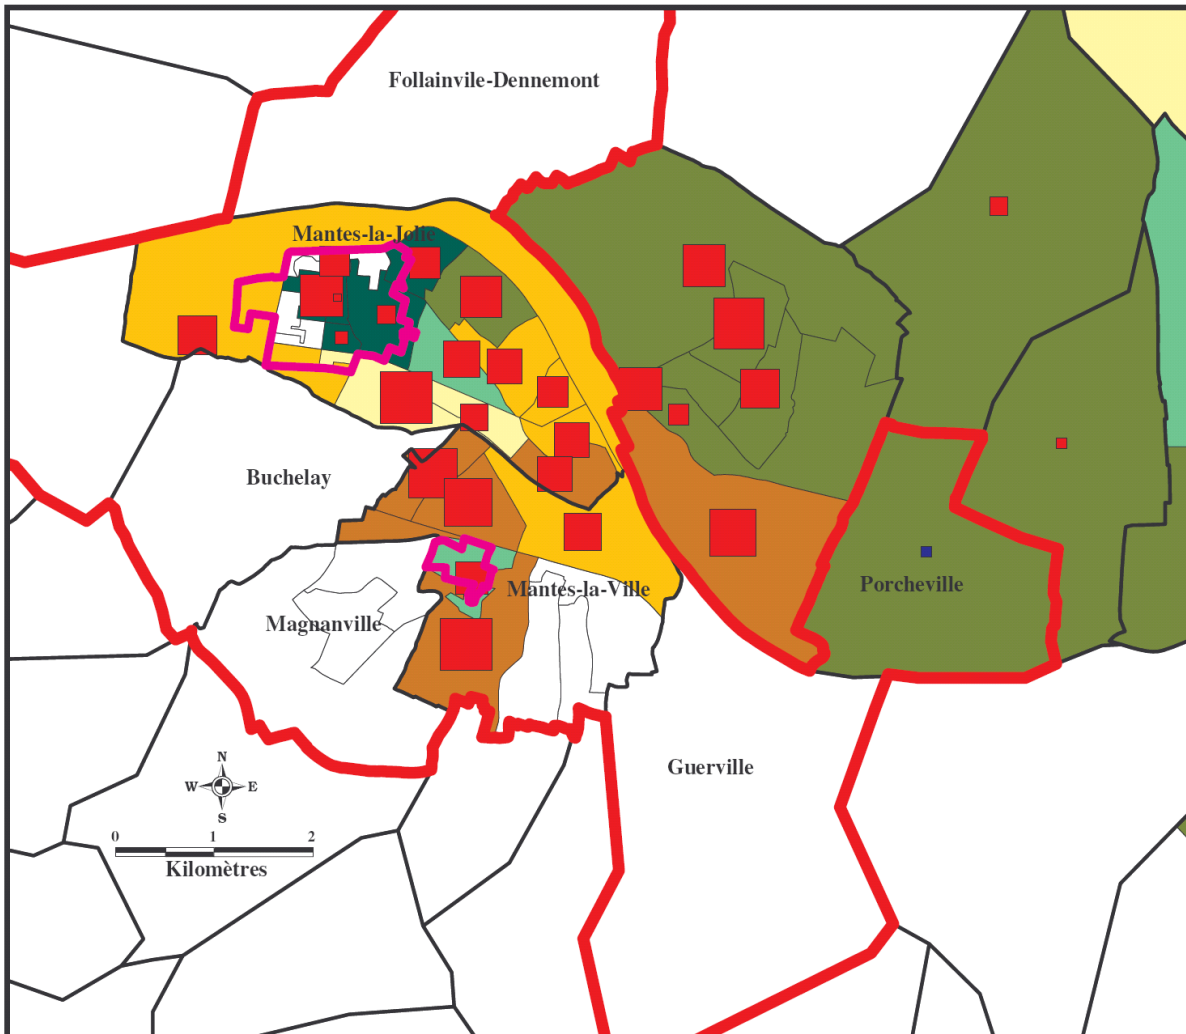 Follainvile-Dennemont
Mantes-la-Jolie
Buchelay
Porcheville
Mantes-la-Ville
Magnanville
Guerville
N
W E
S
0 1 2
Kilomètres